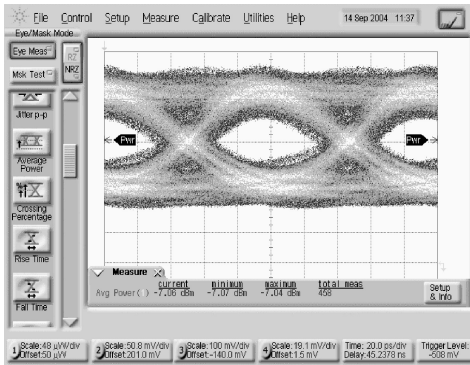 File Control Setup Measure Calibrate Utilities Help 14 Sep 2004 11:37
Eye/Mask Mode
Eye Meas
RZ
NRZ
Msk Test
Jitter p-p
Average
Power
Crossing
Percentage
Rise Time
Fall Time
Pwr Pwr
Measure
current minimum maximum total meas
Avg Power( ) -7.06 dBm -7.07 dBm -7.04 dBm 458
Setup
& Info
1 Scale:48 µW/div 2 Scale:50.8 mV/div 3 Scale:100 mV/div 4 Scale:19.1 mV/div Time: 20.0 ps/div Trigger Level:
Offset:50 µW Offset:201.0 mV Offset:-140.0 mV Offset:1.5 mV Delay:45.2378 ns -508 mV